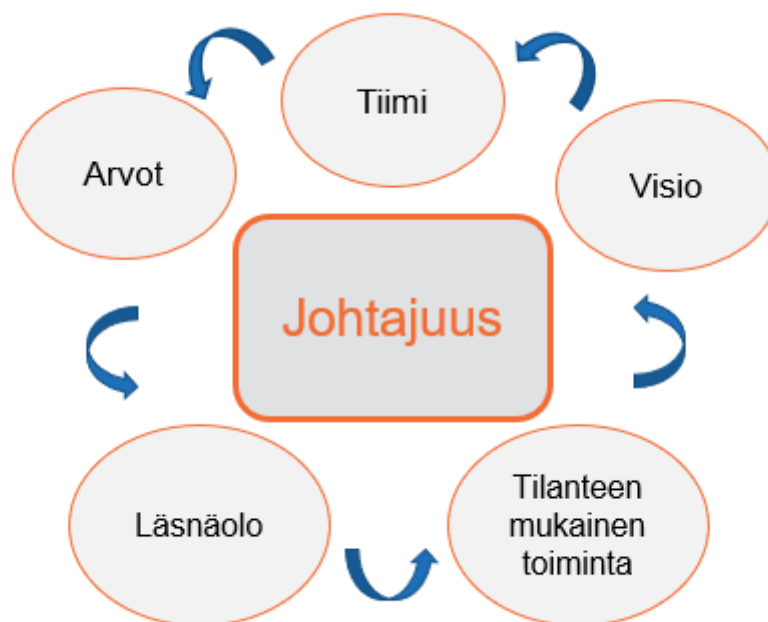 Tiimi
Arvot
Visio
Johtajuus
Läsnäolo
Tilanteen
mukainen
toiminta